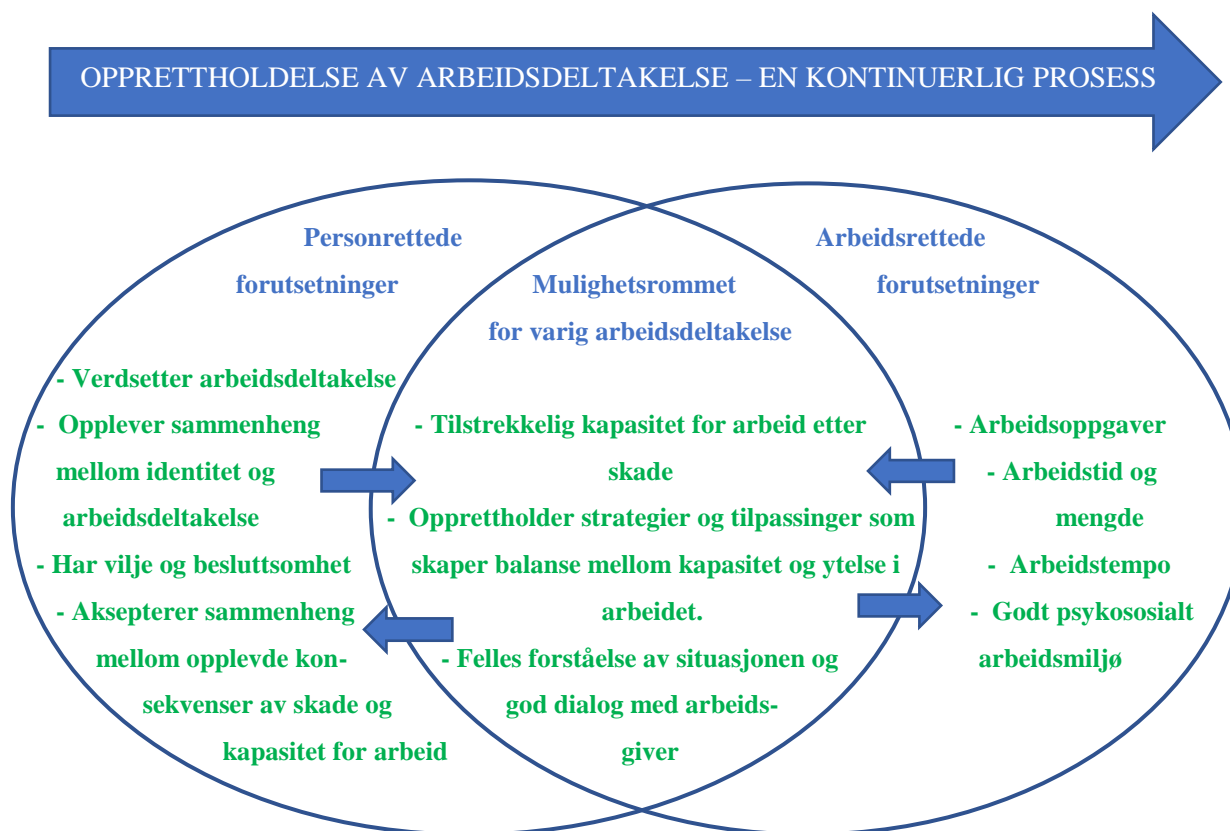 OPPRETTHOLDELSE AV ARBEIDSDELTAKELSE – EN KONTINUERLIG PROSESS
Personrettede
forutsetninger
- Verdsetter arbeidsdeltakelse
- Opplever sammenheng
mellom identitet og
arbeidsdeltakelse
- Har vilje og besluttsomhet
- Aksepterer sammenheng
mellom opplevde kon-
sekvenser av skade og
kapasitet for arbeid
Mulighetsrommet
for varig arbeidsdeltakelse
- Tilstrekkelig kapasitet for arbeid etter
skade
- Opprettholder strategier og tilpassinger som
skaper balanse mellom kapasitet og ytelse i
arbeidet.
- Felles forståelse av situasjonen og
god dialog med arbeids-
giver
Arbeidsrettede
forutsetninger
- Arbeidsoppgaver
- Arbeidstid og
mengde
- Arbeidstempo
- Godt psykososialt
arbeidsmiljø